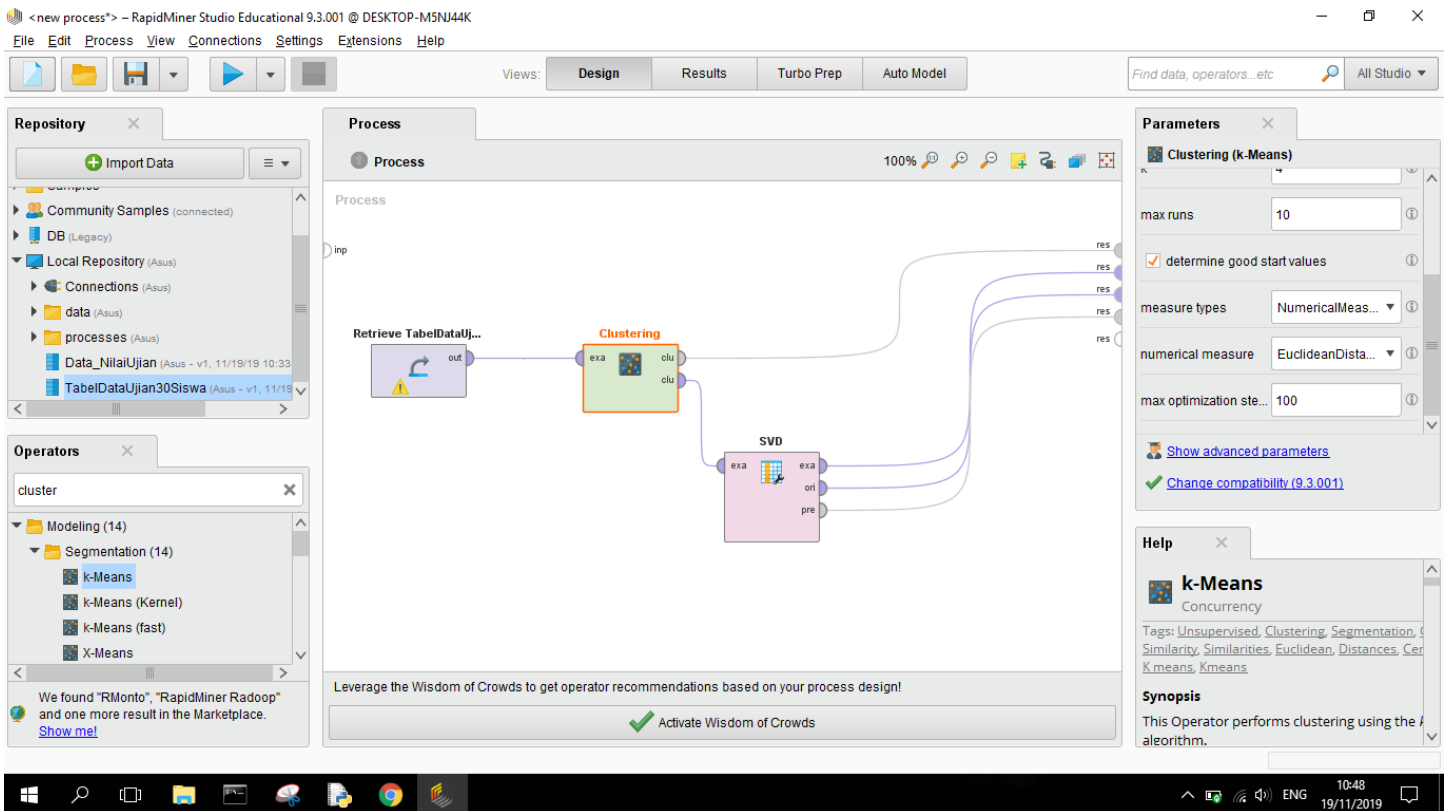 <new process*> – RapidMiner Studio Educational 9.3.001 @ DESKTOP-M5NJ44K
File Edit Process View Connections Settings Extensions Help
Views: Design Results Turbo Prep Auto Model
Find data, operators...etc
All Studio
Repository
Import Data
Samples
Community Samples (connected)
DB (Legacy)
Local Repository (Asus)
Connections (Asus)
data (Asus)
processes (Asus)
Data_NilaiUjian (Asus - v1, 11/19/19 10:33
TabelDataUjian30Siswa (Asus - v1, 11/19
Operators
cluster
Modeling (14)
Segmentation (14)
k-Means
k-Means (Kernel)
k-Means (fast)
X-Means
We found "RMonto", "RapidMiner Radoop"
and one more result in the Marketplace.
Show me!
Process
Process
100%
Process
inp
res
res
res
res
res
Retrieve TabelDataUj...
out
Clustering
exa clu
clu
SVD
exa exa
ori
pre
Leverage the Wisdom of Crowds to get operator recommendations based on your process design!
Activate Wisdom of Crowds
Parameters
Clustering (k-Means)
k 4
max runs 10
determine good start values
measure types NumericalMeas...
numerical measure EuclideanDista...
max optimization ste... 100
Show advanced parameters
Change compatibility (9.3.001)
Help
k-Means
Concurrency
Tags: Unsupervised, Clustering, Segmentation,
Similarity, Similarities, Euclidean, Distances, Cen
K means, Kmeans
Synopsis
This Operator performs clustering using the
algorithm.
ENG
10:48
19/11/2019